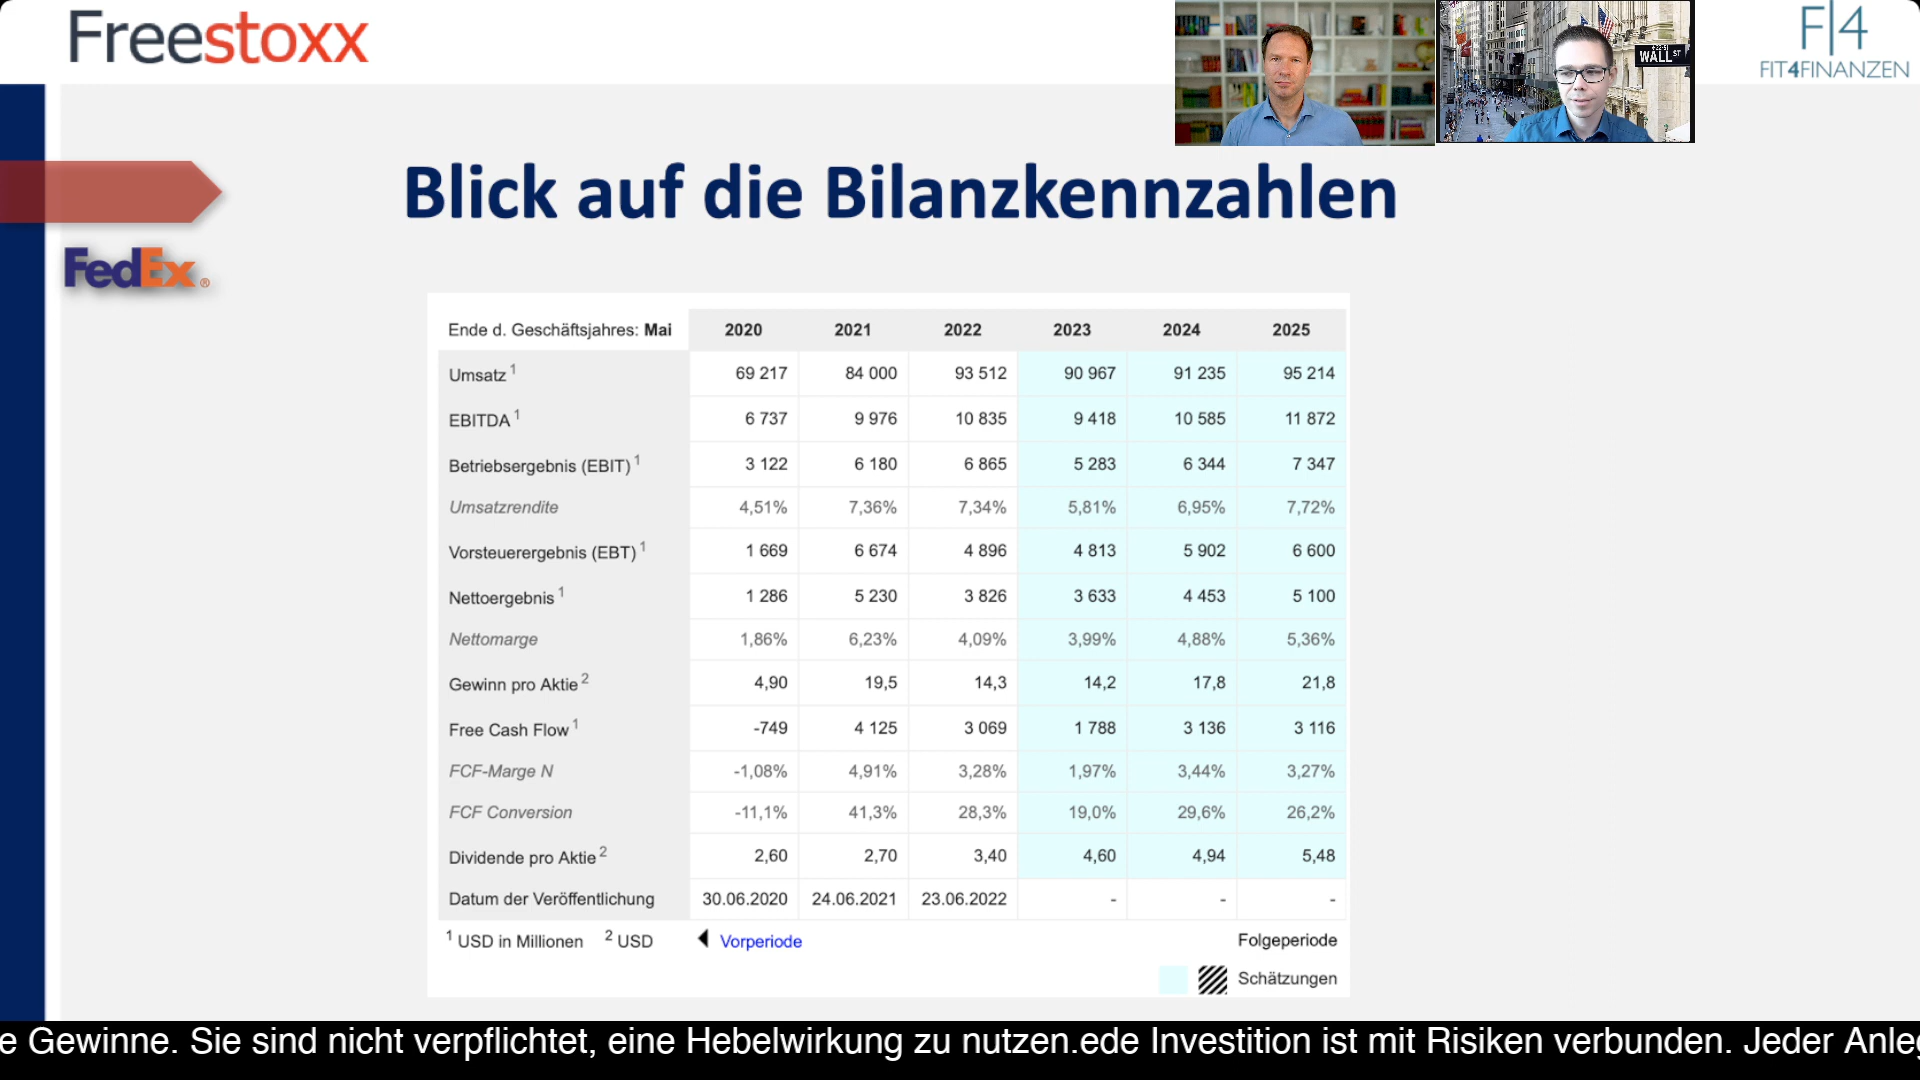 Freestoxx
WALL ST
F|4
FIT4FINANZEN
Blick auf die Bilanzkennzahlen
FedEx®
Ende d. Geschäftsjahres: Mai 2020 2021 2022 2023 2024 2025
Umsatz 1 69 217 84 000 93 512 90 967 91 235 95 214
EBITDA 1 6 737 9 976 10 835 9 418 10 585 11 872
Betriebsergebnis (EBIT) 1 3 122 6 180 6 865 5 283 6 344 7 347
Umsatzrendite 4,51% 7,36% 7,34% 5,81% 6,95% 7,72%
Vorsteuerergebnis (EBT) 1 1 669 6 674 4 896 4 813 5 902 6 600
Nettoergebnis 1 1 286 5 230 3 826 3 633 4 453 5 100
Nettomarge 1,86% 6,23% 4,09% 3,99% 4,88% 5,36%
Gewinn pro Aktie 2 4,90 19,5 14,3 14,2 17,8 21,8
Free Cash Flow 1 -749 4 125 3 069 1 788 3 136 3 116
FCF-Marge N -1,08% 4,91% 3,28% 1,97% 3,44% 3,27%
FCF Conversion -11,1% 41,3% 28,3% 19,0% 29,6% 26,2%
Dividende pro Aktie 2 2,60 2,70 3,40 4,60 4,94 5,48
Datum der Veröffentlichung 30.06.2020 24.06.2021 23.06.2022 - - -
1 USD in Millionen 2 USD Vorperiode Folgeperiode
Schätzungen
e Gewinne. Sie sind nicht verpflichtet, eine Hebelwirkung zu nutzen.ede Investition ist mit Risiken verbunden. Jeder Anleg